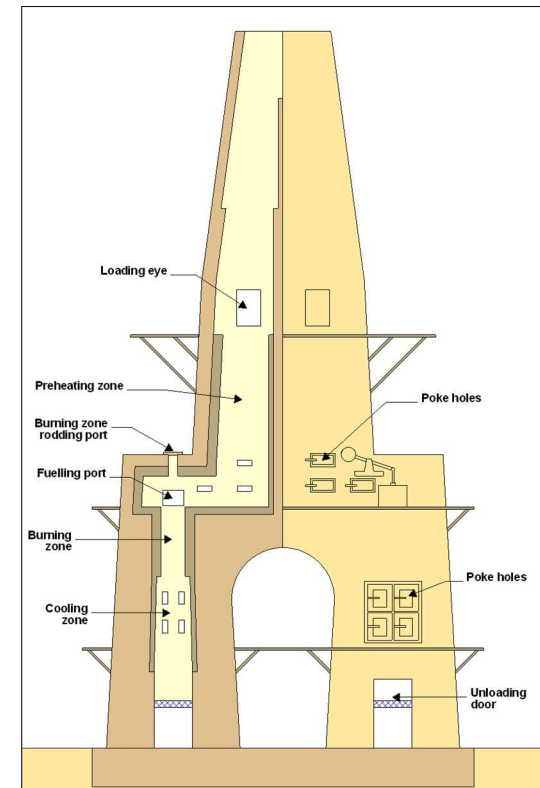 Loading eye
Preheating zone
Poke holes
Burning zone
rodding port
Fuelling port
Burning
zone
Poke holes
Cooling
zone
Unloading
door